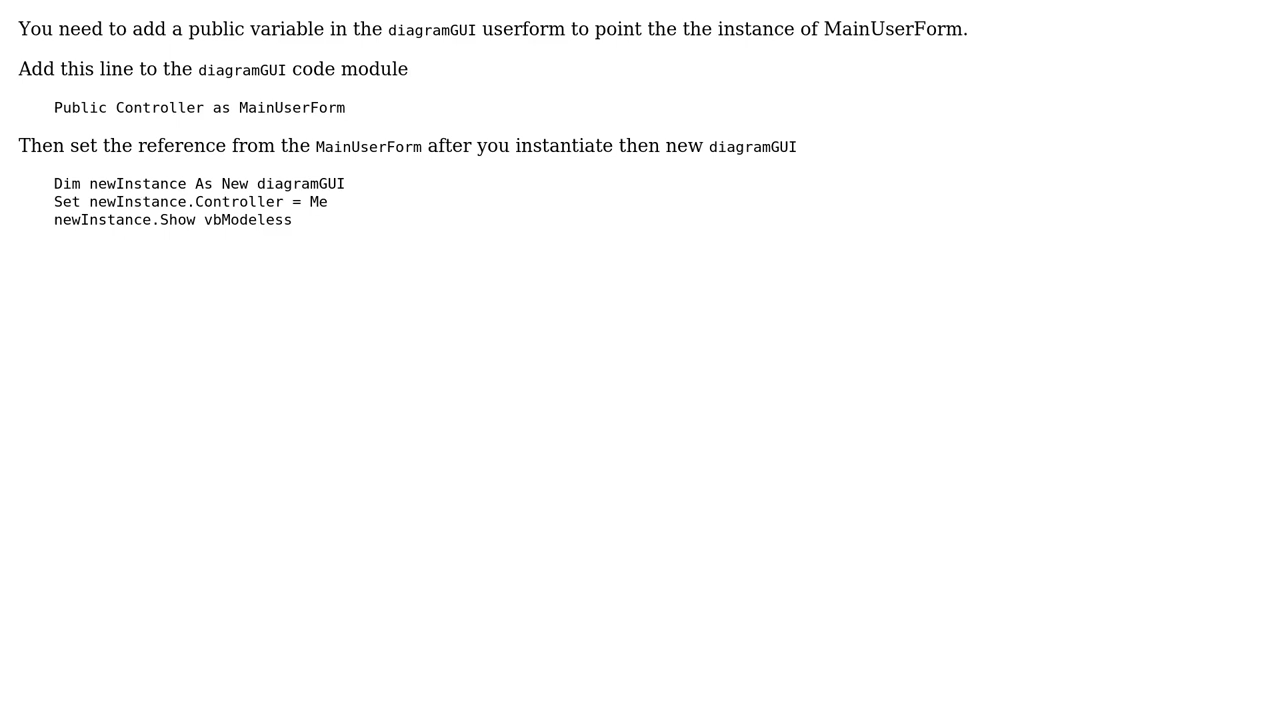 You need to add a public variable in the diagramGUI userform to point the the instance of MainUserForm.
Add this line to the diagramGUI code module
Public Controller as MainUserForm
Then set the reference from the MainUserForm after you instantiate then new diagramGUI
Dim newInstance As New diagramGUI
Set newInstance.Controller = Me
newInstance.Show vbModeless